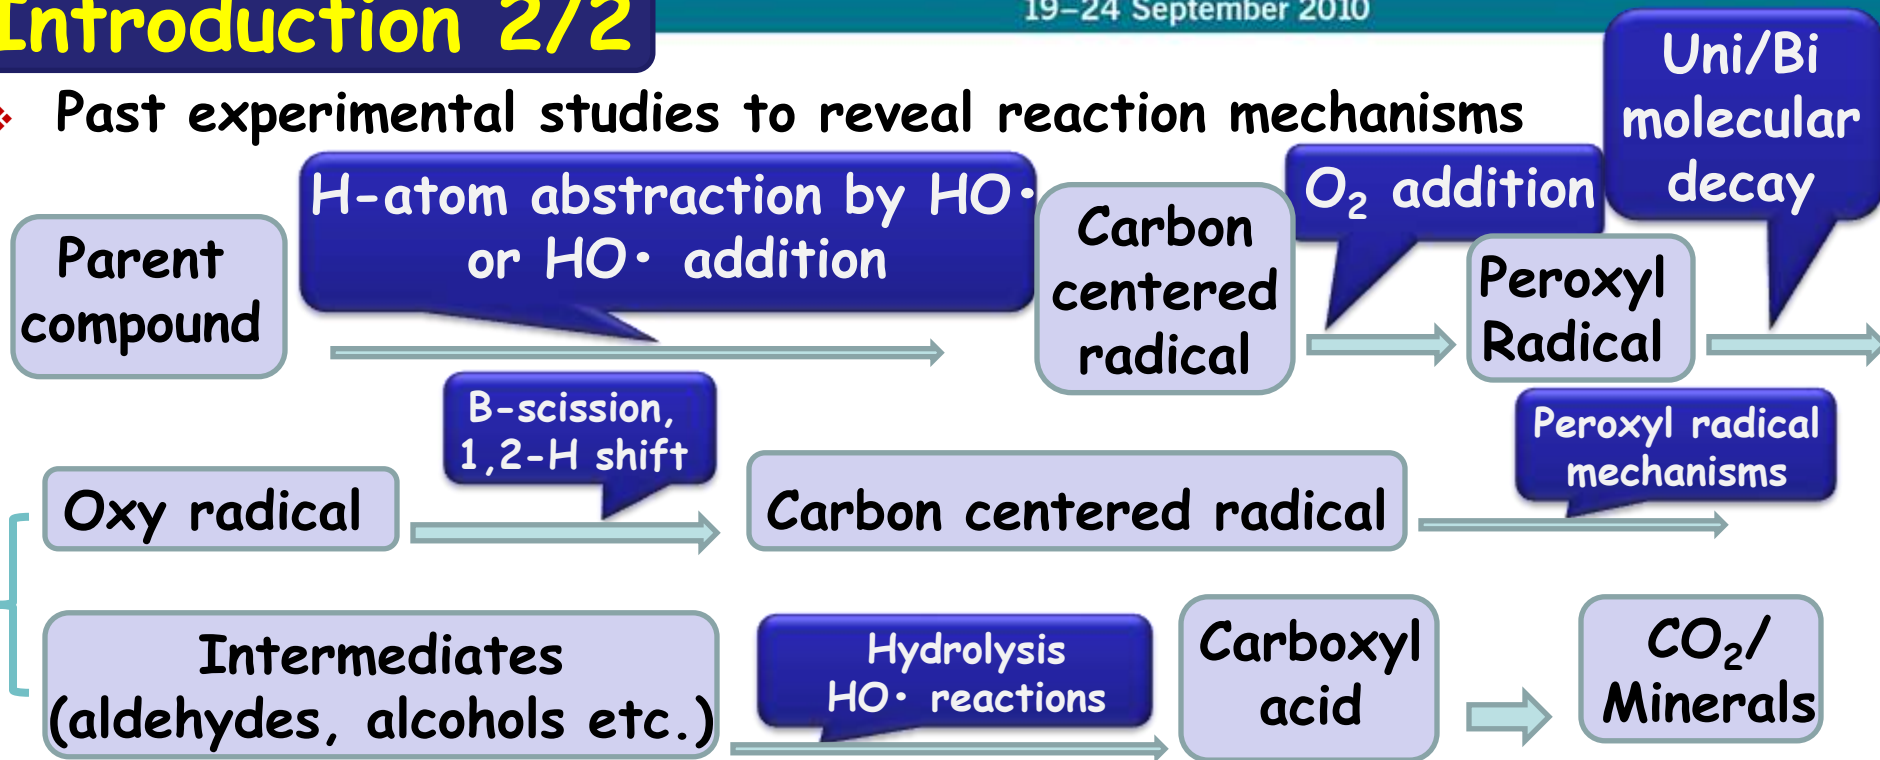 Introduction 2/2
19–24 September 2010
Past experimental studies to reveal reaction mechanisms
Parent
compound
H-atom abstraction by HO•
or HO• addition
Carbon
centered
radical
O₂ addition
Peroxyl
Radical
Uni/Bi
molecular
decay
Oxy radical
B-scission,
1,2-H shift
Carbon centered radical
Peroxyl radical
mechanisms
Intermediates
(aldehydes, alcohols etc.)
Hydrolysis
HO• reactions
Carboxyl
acid
CO₂/
Minerals